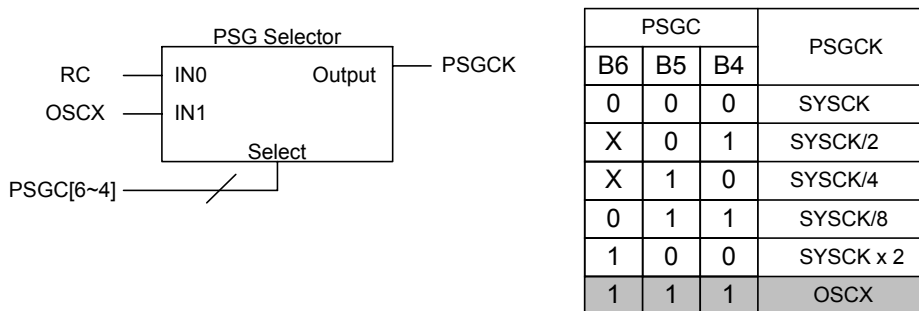 PSG Selector
RC IN0 Output PSGCK
OSCX IN1
Select
PSGC[6~4]
PSGC PSGCK
B6 B5 B4
0 0 0 SYSCK
X 0 1 SYSCK/2
X 1 0 SYSCK/4
0 1 1 SYSCK/8
1 0 0 SYSCK x 2
1 1 1 OSCX